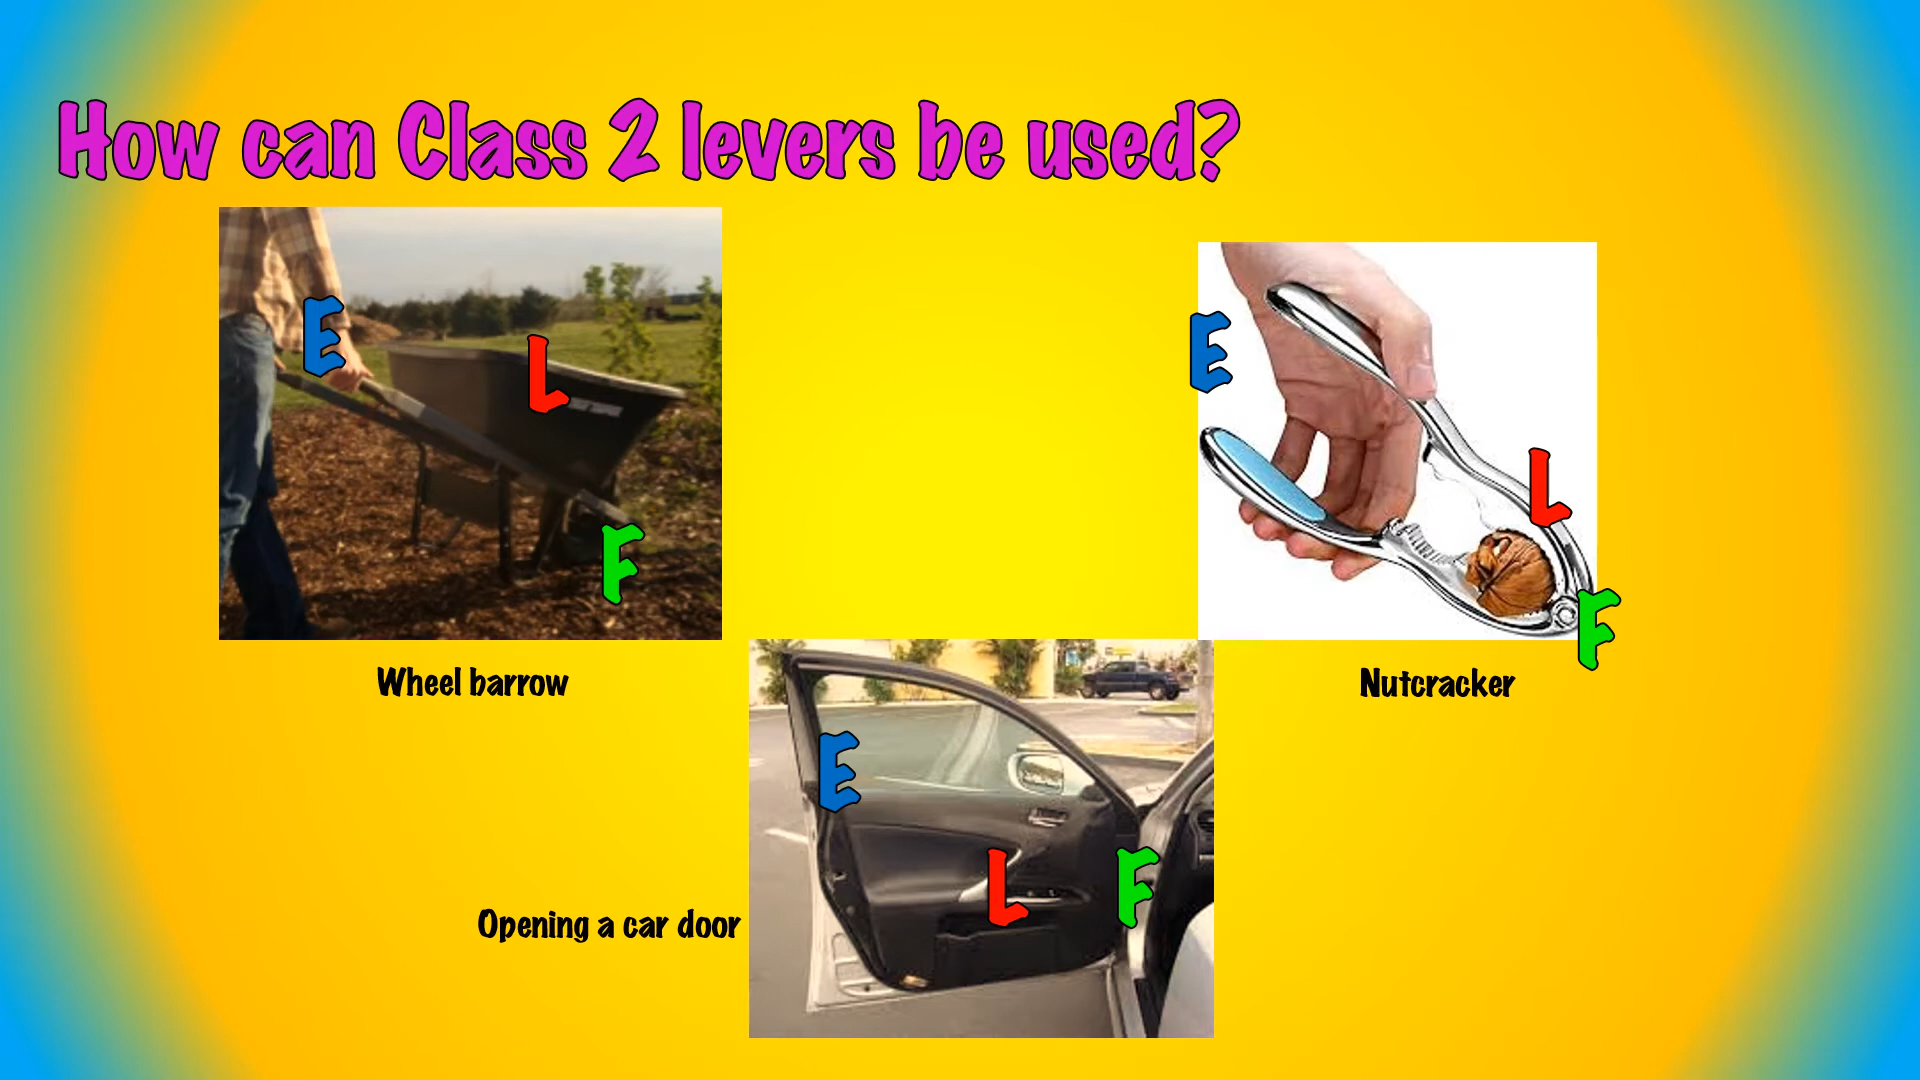 How can Class 2 levers be used?
E
L
F
Wheel barrow
E
L
F
Nutcracker
E
L
F
Opening a car door